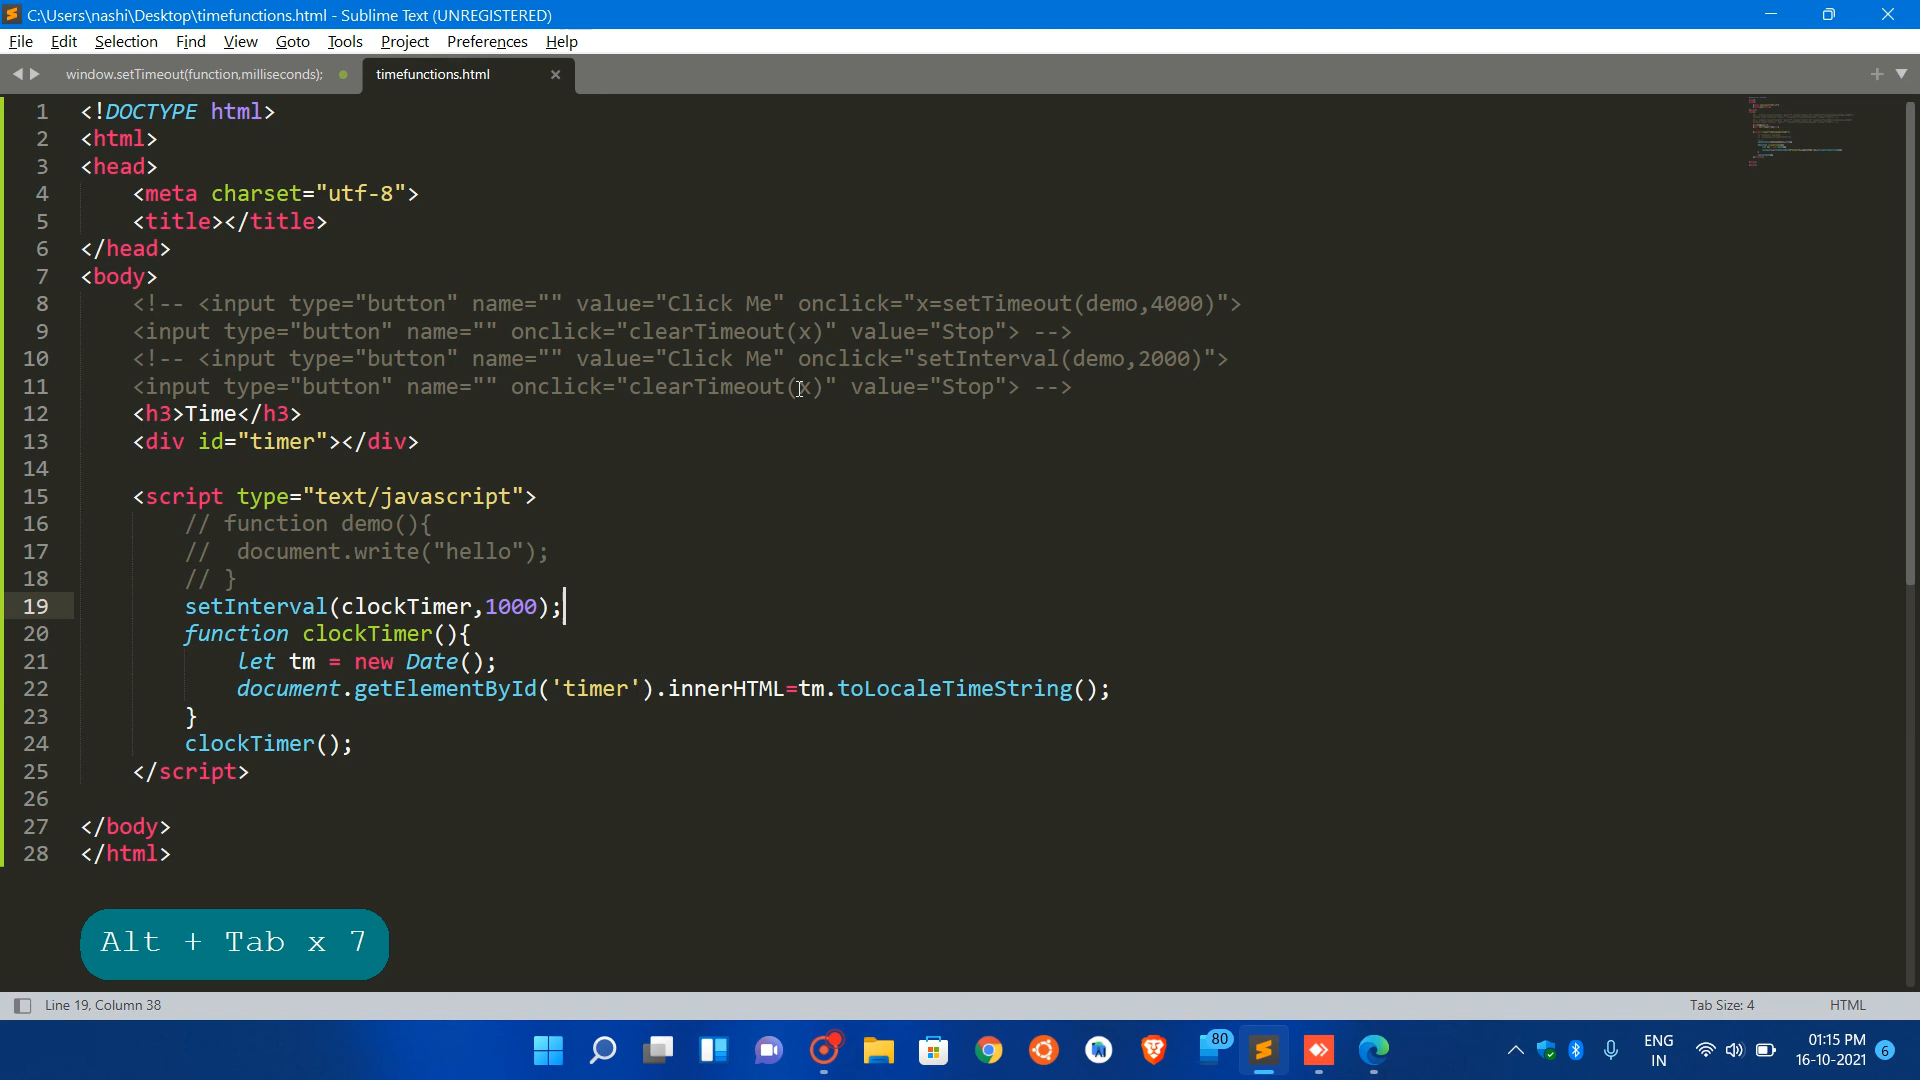 C:\Users\nashi\Desktop\timefunctions.html - Sublime Text (UNREGISTERED)
File Edit Selection Find View Goto Tools Project Preferences Help
window.setTimeout(function,milliseconds); timefunctions.html
1 <!DOCTYPE html>
2 <html>
3 <head>
4 <meta charset="utf-8">
5 <title></title>
6 </head>
7 <body>
8 <!-- <input type="button" name="" value="Click Me" onclick="x=setTimeout(demo,4000)">
9 <input type="button" name="" onclick="clearTimeout(x)" value="Stop"> -->
10 <!-- <input type="button" name="" value="Click Me" onclick="setInterval(demo,2000)">
11 <input type="button" name="" onclick="clearTimeout(x)" value="Stop"> -->
12 <h3>Time</h3>
13 <div id="timer"></div>
14
15 <script type="text/javascript">
16 // function demo(){
17 // document.write("hello");
18 // }
19 setInterval(clockTimer,1000);
20 function clockTimer(){
21 let tm = new Date();
22 document.getElementById('timer').innerHTML=tm.toLocaleTimeString();
23 }
24 clockTimer();
25 </script>
26
27 </body>
28 </html>
Alt + Tab x 7
Line 19, Column 38 Tab Size: 4 HTML
80
ENG
IN
01:15 PM
16-10-2021
6